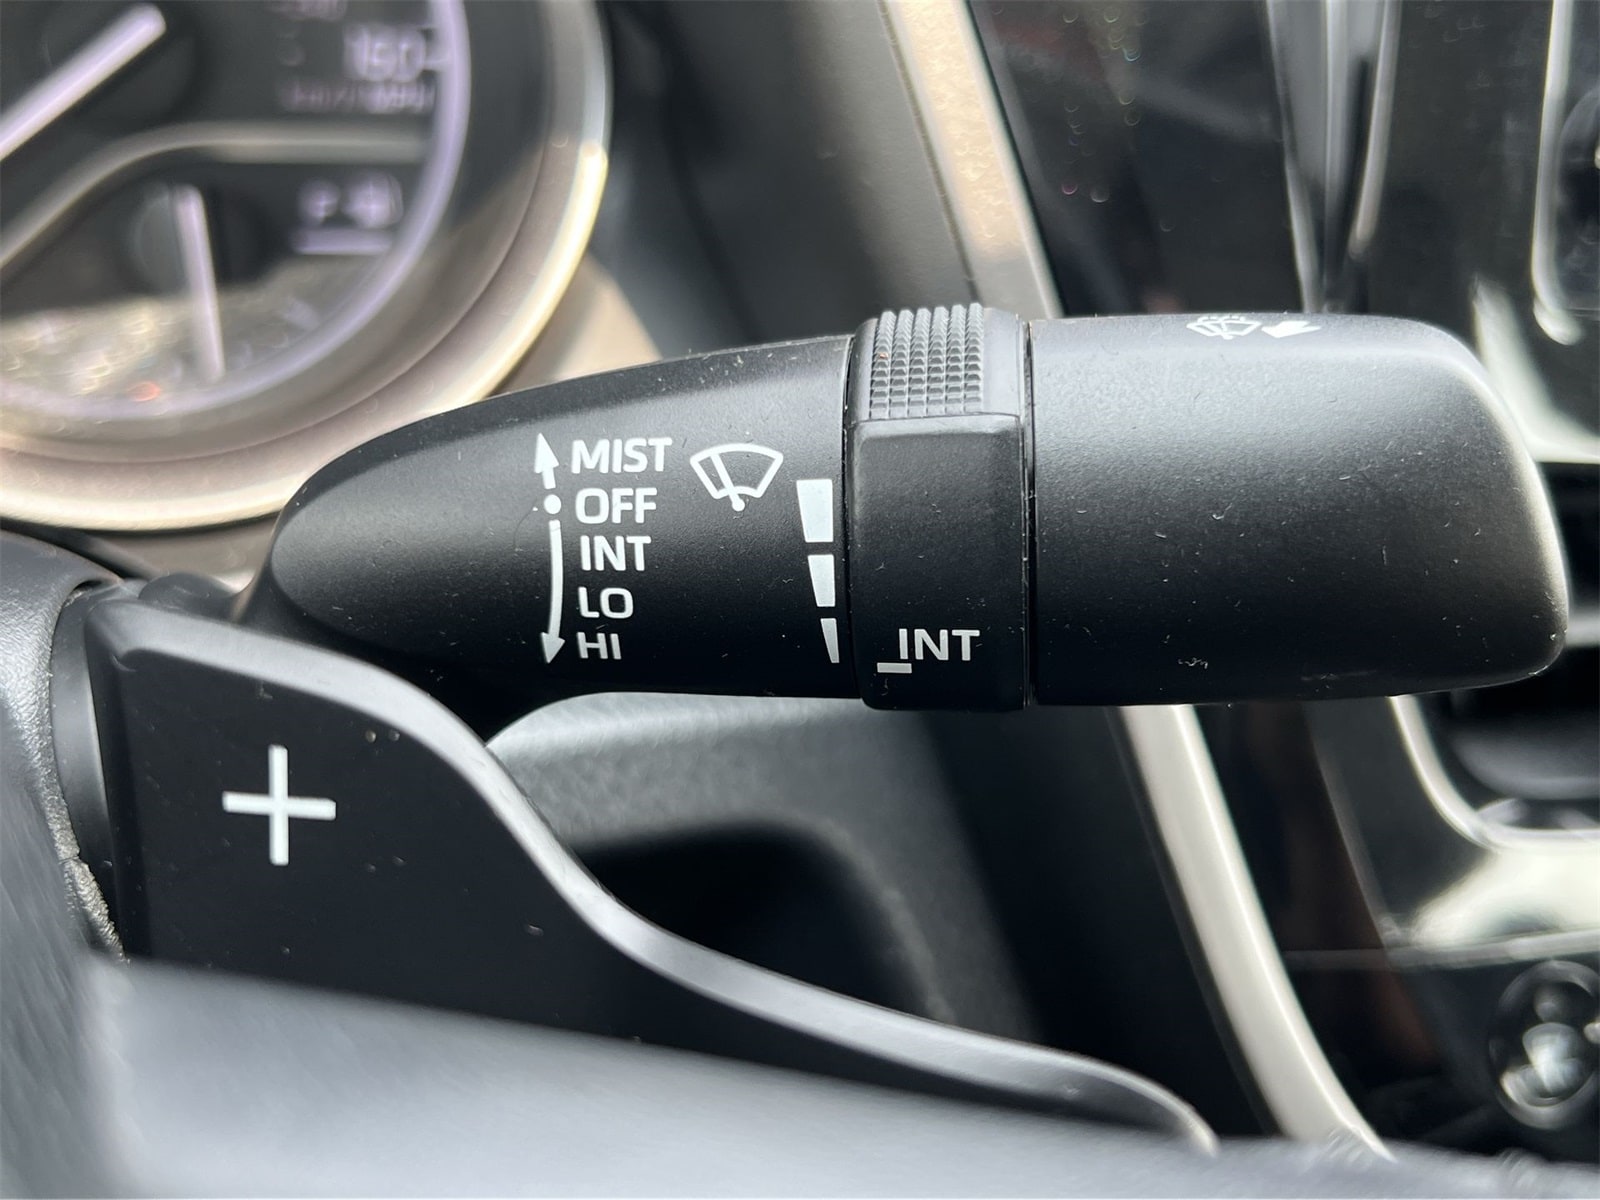 MIST
OFF
INT
LO
HI
INT
+